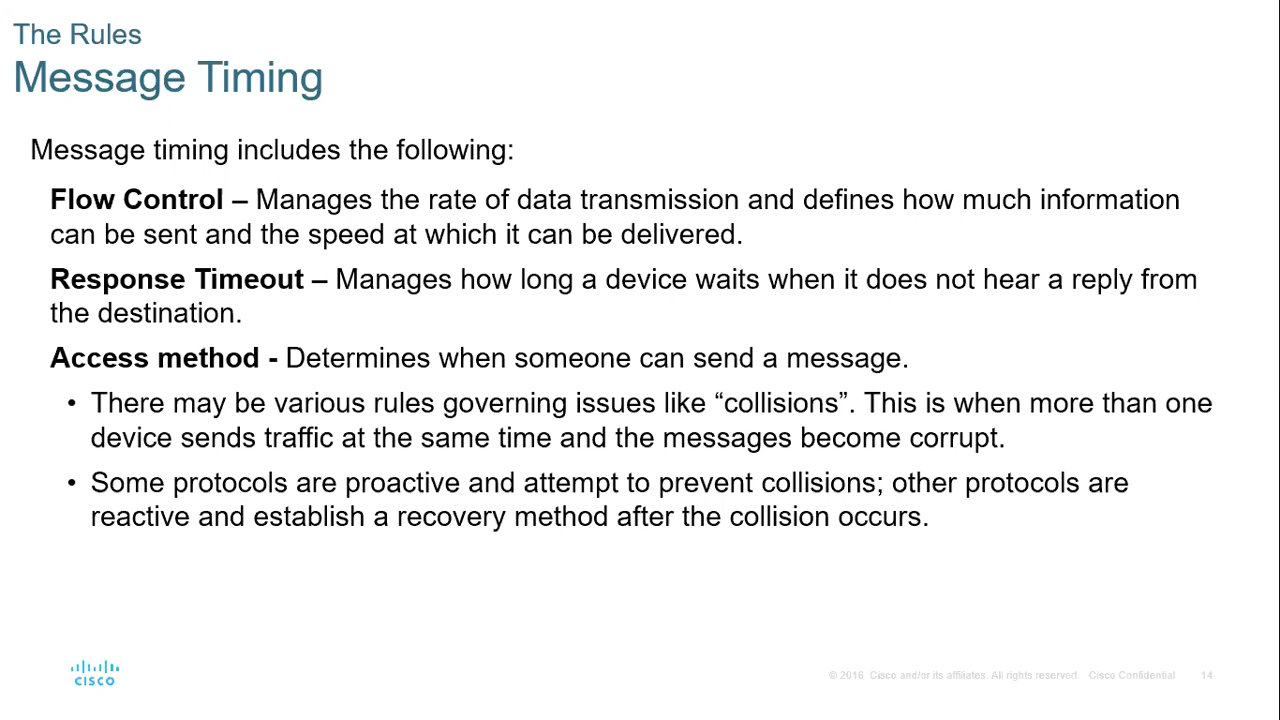 The Rules
Message Timing
Message timing includes the following:
Flow Control – Manages the rate of data transmission and defines how much information
can be sent and the speed at which it can be delivered.
Response Timeout – Manages how long a device waits when it does not hear a reply from
the destination.
Access method - Determines when someone can send a message.
• There may be various rules governing issues like “collisions”. This is when more than one
device sends traffic at the same time and the messages become corrupt.
• Some protocols are proactive and attempt to prevent collisions; other protocols are
reactive and establish a recovery method after the collision occurs.
CISCO
© 2016 Cisco and/or its affiliates. All rights reserved. Cisco Confidential 14